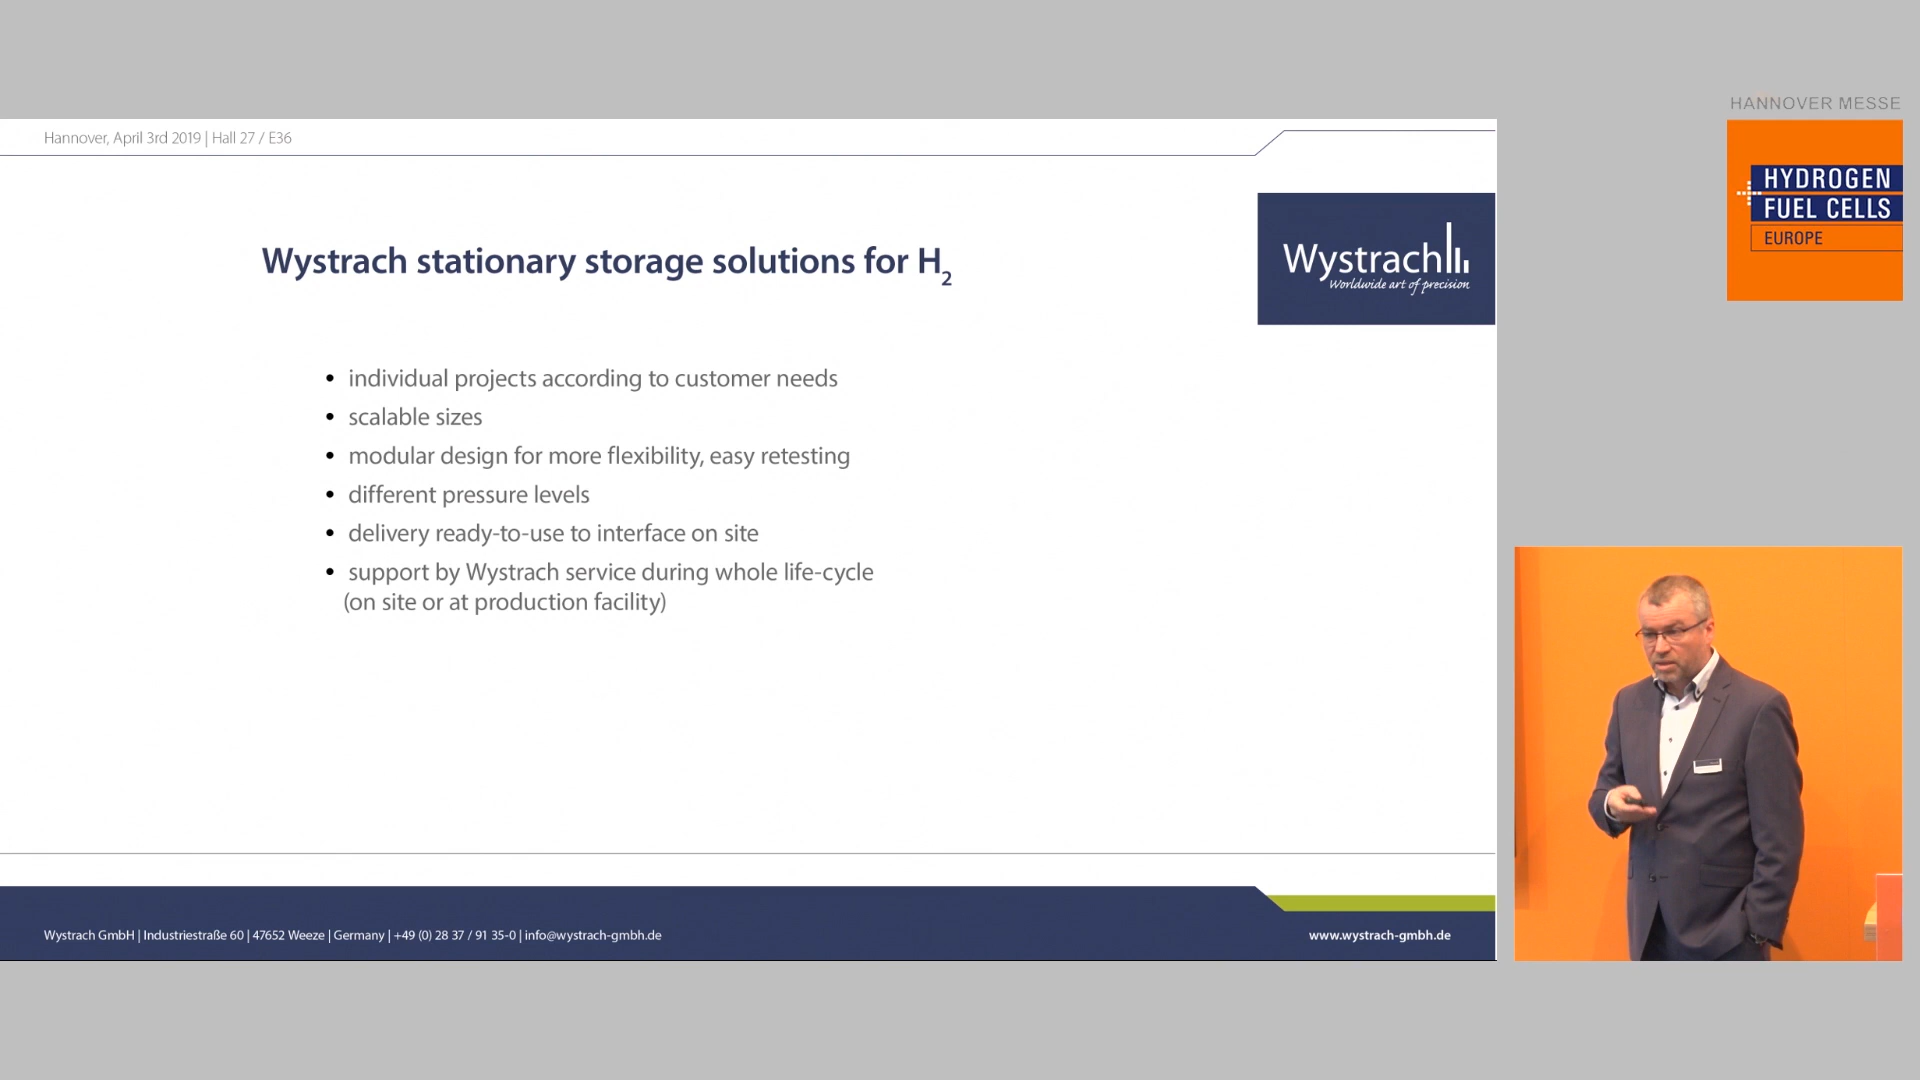 Hannover, April 3rd 2019 | Hall 27 / E36
HANNOVER MESSE
HYDROGEN
FUEL CELLS
EUROPE
Wystrach stationary storage solutions for H2
Wystrach
Worldwide art of precision
• individual projects according to customer needs
• scalable sizes
• modular design for more flexibility, easy retesting
• different pressure levels
• delivery ready-to-use to interface on site
• support by Wystrach service during whole life-cycle
(on site or at production facility)
Wystrach GmbH | Industriestraße 60 | 47652 Weeze | Germany | +49 (0) 28 37 / 91 35-0 | info@wystrach-gmbh.de
www.wystrach-gmbh.de